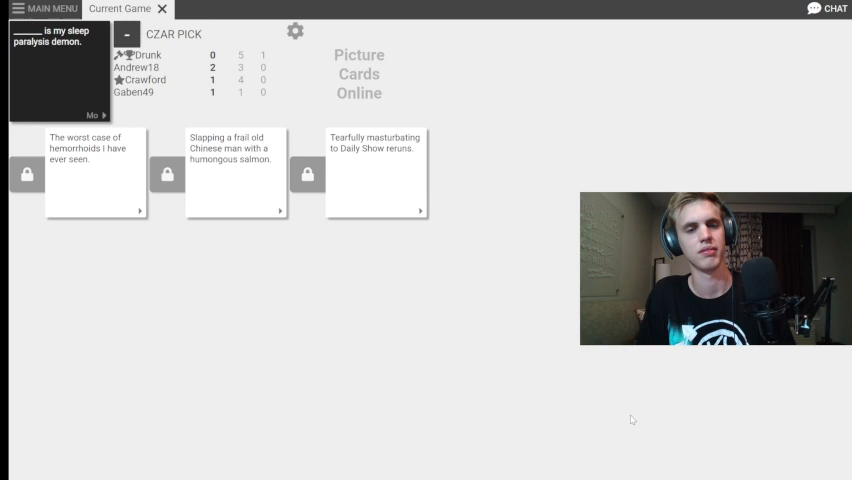 MAIN MENU
Current Game
CHAT
______ is my sleep
paralysis demon.
Mo
-
CZAR PICK
Drunk 0 5 1
Andrew18 2 3 0
Crawford 1 4 0
Gaben49 1 1 0
Picture
Cards
Online
The worst case of
hemorrhoids I have
ever seen.
Slapping a frail old
Chinese man with a
humongous salmon.
Tearfully masturbating
to Daily Show reruns.